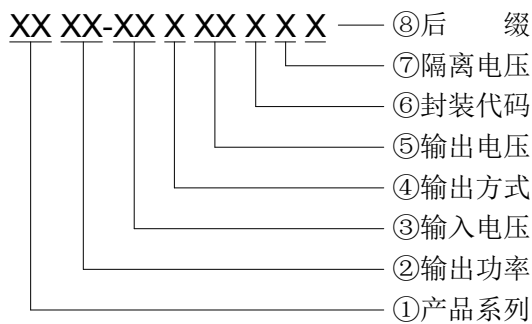 XX XX-XX X XX X X X
⑧后 缀
⑦隔离电压
⑥封装代码
⑤输出电压
④输出方式
③输入电压
②输出功率
①产品系列